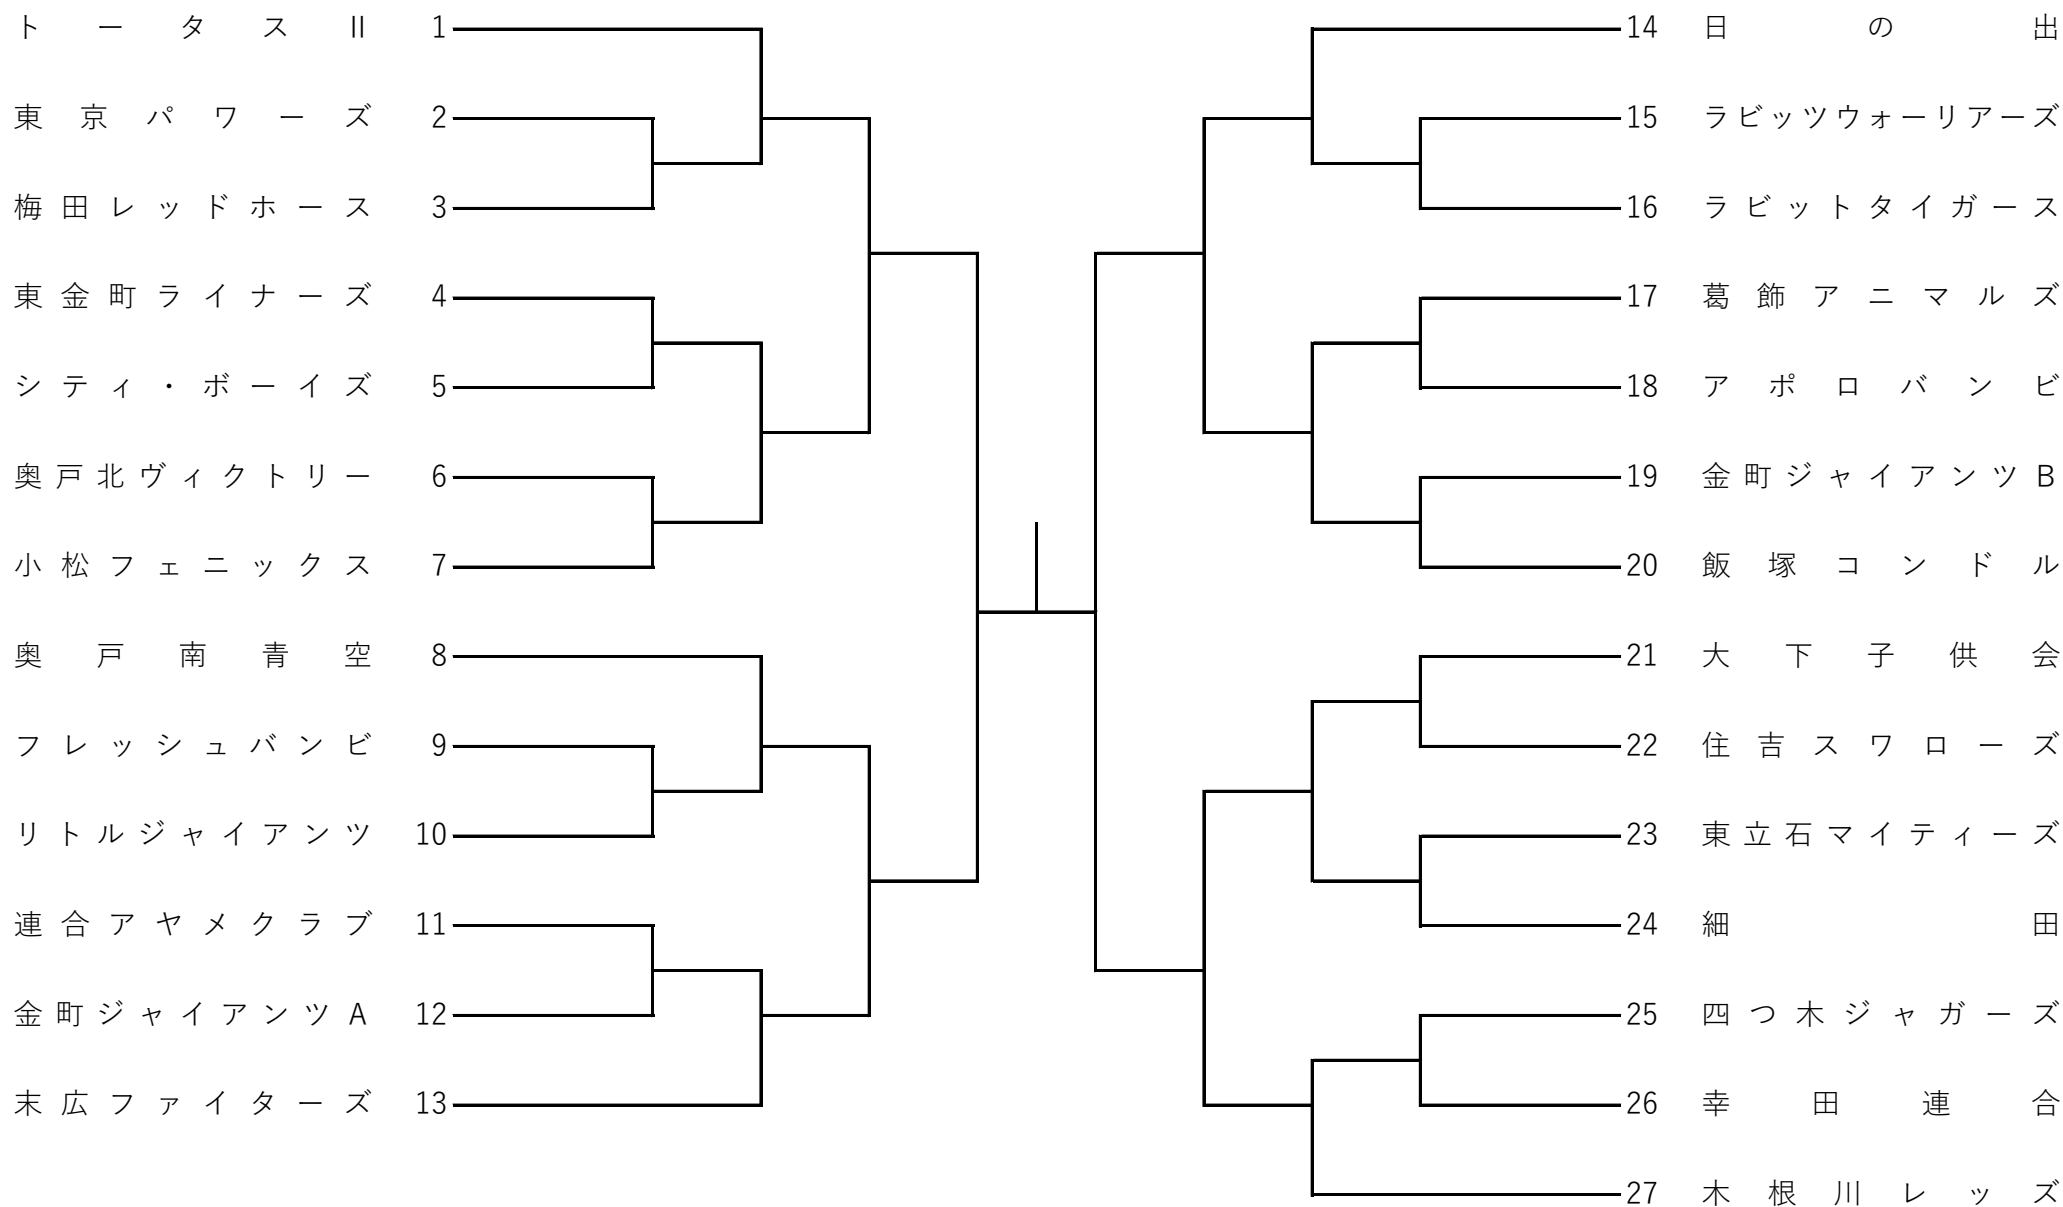 トータスⅡ 1
東京パワーズ 2
梅田レッドホース 3
東金町ライナーズ 4
シティ・ボーイズ 5
奥戸北ヴィクトリー 6
小松フェニックス 7
奥戸南青空 8
フレッシュバンビ 9
リトルジャイアンツ 10
連合アヤメクラブ 11
金町ジャイアンツA 12
末広ファイターズ 13
14 日の出
15 ラビッツウォーリアーズ
16 ラビットタイガース
17 葛飾アニマルズ
18 アポロバンビ
19 金町ジャイアンツB
20 飯塚コンドル
21 大下子供会
22 住吉スワローズ
23 東立石マイティーズ
24 細田
25 四つ木ジャガーズ
26 幸田連合
27 木根川レッズ